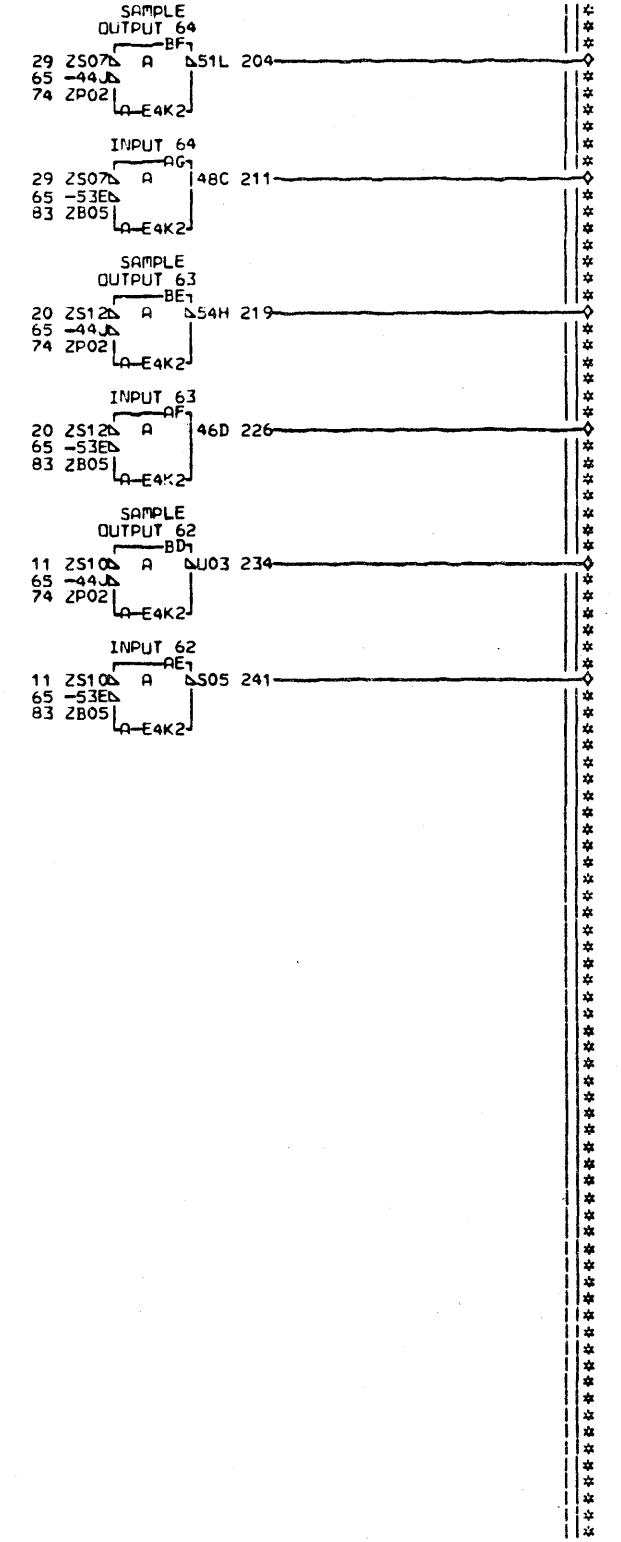 SAMPLE
OUTPUT 64
BF
29 ZS07 A 51L 204
65 -44J
74 ZP02
A E4K2
INPUT 64
AG
29 ZS07 A 48C 211
65 -53E
83 ZB05
A E4K2
SAMPLE
OUTPUT 63
BE
20 ZS12 A 54H 219
65 -44J
74 ZP02
A E4K2
INPUT 63
AF
20 ZS12 A 46D 226
65 -53E
83 ZB05
A E4K2
SAMPLE
OUTPUT 62
BD
11 ZS10 A U03 234
65 -44J
74 ZP02
A E4K2
INPUT 62
AE
11 ZS10 A S05 241
65 -53E
83 ZB05
A E4K2